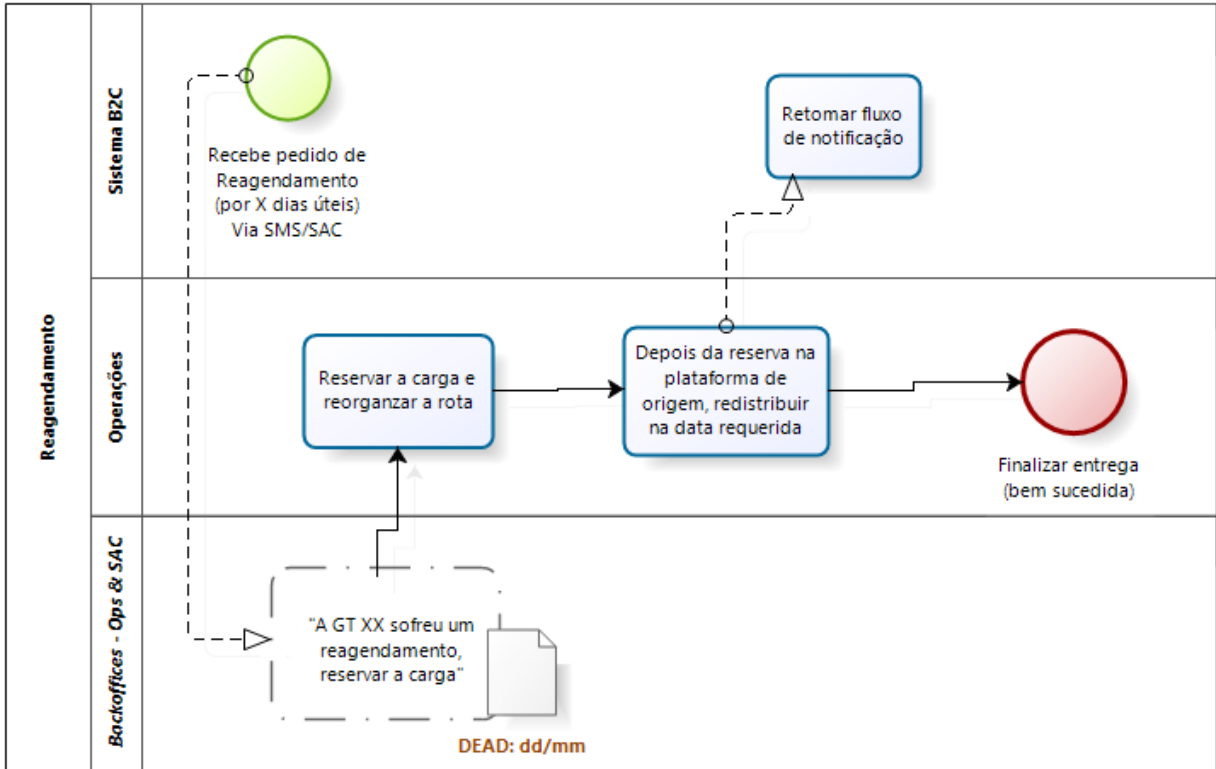 Reagendamento
Sistema B2C
Recebe pedido de
Reagendamento
(por X dias úteis)
Via SMS/SAC
Retomar fluxo
de notificação
Operações
Reservar a carga e
reorganzar a rota
Depois da reserva na
plataforma de
origem, redistribuir
na data requerida
Finalizar entrega
(bem sucedida)
Backoffices - Ops & SAC
"A GT XX sofreu um
reagendamento,
reservar a carga"
DEAD: dd/mm